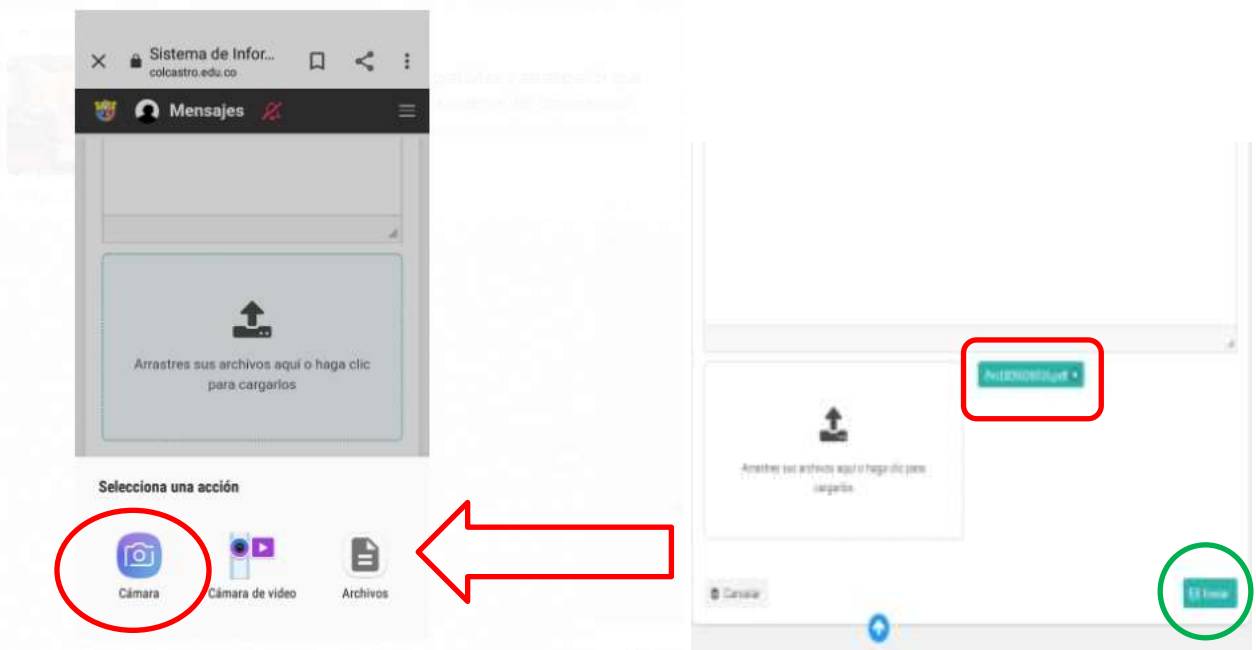 Sistema de Infor...
colcastro.edu.co
Mensajes
Arrastres sus archivos aquí o haga clic
para cargarlos
Selecciona una acción
Cámara
Cámara de video
Archivos
Arrastres sus archivos aquí o haga clic para
cargarlos
Cancelar
Enviar